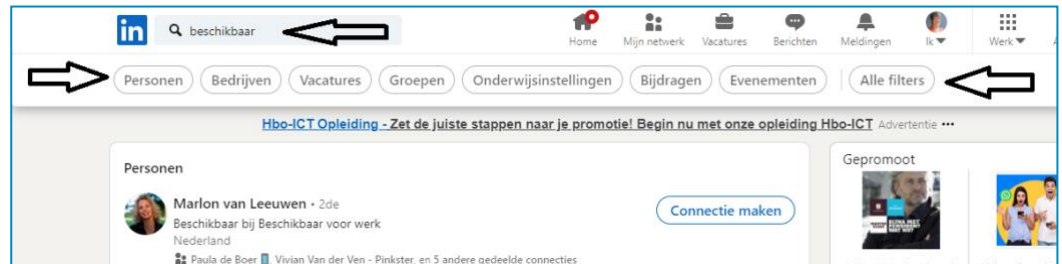 in beschikbaar
Home Mijn netwerk Vacatures Berichten Meldingen Ik Werk
Personen Bedrijven Vacatures Groepen Onderwijsinstellingen Bijdragen Evenementen Alle filters
Hbo-ICT Opleiding - Zet de juiste stappen naar je promotie! Begin nu met onze opleiding Hbo-ICT Advertentie •••
Personen
Gepromoot
Marlon van Leeuwen • 2de
Connectie maken
Beschikbaar bij Beschikbaar voor werk
Nederland
Paula de Boer, Vivian Van der Ven - Pinkster, en 5 andere gedeelde connecties